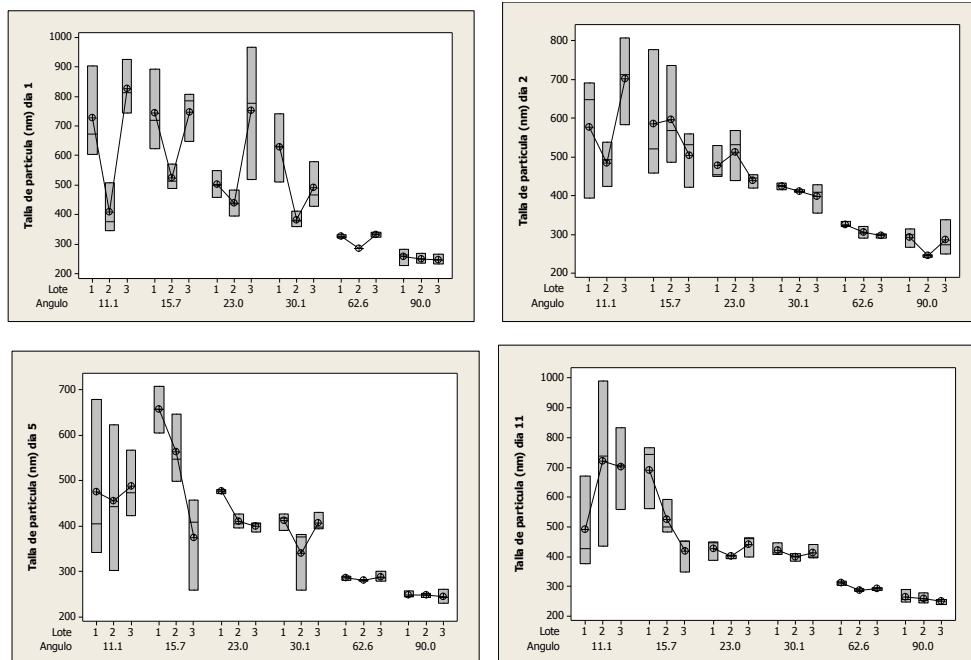 Talla de particula (nm) dia 1
1000
900
800
700
600
500
400
300
200
Lote 1 2 3 1 2 3 1 2 3 1 2 3 1 2 3 1 2 3
Angulo 11.1 15.7 23.0 30.1 62.6 90.0
Talla de particula (nm) dia 2
800
700
600
500
400
300
200
Lote 1 2 3 1 2 3 1 2 3 1 2 3 1 2 3 1 2 3
Angulo 11.1 15.7 23.0 30.1 62.6 90.0
Talla de particula (nm) dia 5
700
600
500
400
300
200
Lote 1 2 3 1 2 3 1 2 3 1 2 3 1 2 3 1 2 3
Angulo 11.1 15.7 23.0 30.1 62.6 90.0
Talla de particula (nm) dia 11
1000
900
800
700
600
500
400
300
200
Lote 1 2 3 1 2 3 1 2 3 1 2 3 1 2 3 1 2 3
Angulo 11.1 15.7 23.0 30.1 62.6 90.0